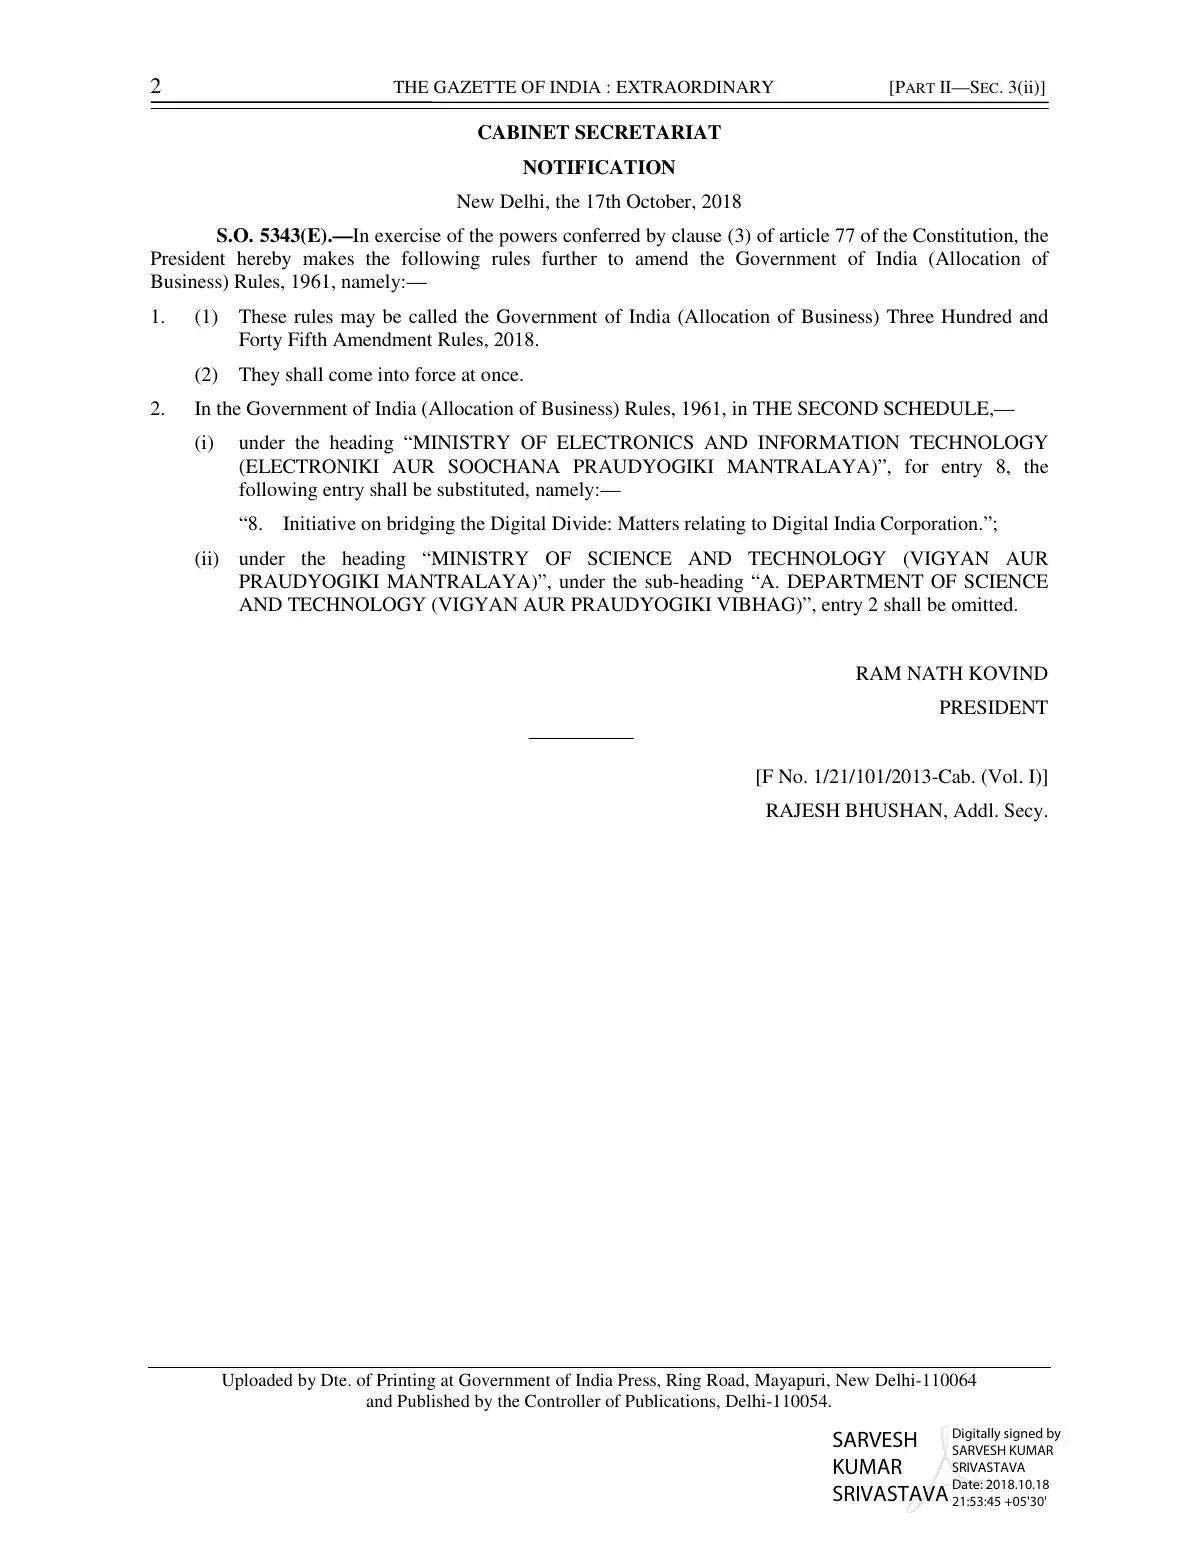 2 THE GAZETTE OF INDIA : EXTRAORDINARY [PART II—SEC. 3(ii)]
CABINET SECRETARIAT
NOTIFICATION
New Delhi, the 17th October, 2018
S.O. 5343(E).—In exercise of the powers conferred by clause (3) of article 77 of the Constitution, the
President hereby makes the following rules further to amend the Government of India (Allocation of
Business) Rules, 1961, namely:—
1. (1) These rules may be called the Government of India (Allocation of Business) Three Hundred and
Forty Fifth Amendment Rules, 2018.
(2) They shall come into force at once.
2. In the Government of India (Allocation of Business) Rules, 1961, in THE SECOND SCHEDULE,—
(i) under the heading “MINISTRY OF ELECTRONICS AND INFORMATION TECHNOLOGY
(ELECTRONIKI AUR SOOCHANA PRAUDYOGIKI MANTRALAYA)”, for entry 8, the
following entry shall be substituted, namely:—
“8. Initiative on bridging the Digital Divide: Matters relating to Digital India Corporation.”;
(ii) under the heading “MINISTRY OF SCIENCE AND TECHNOLOGY (VIGYAN AUR
PRAUDYOGIKI MANTRALAYA)”, under the sub-heading “A. DEPARTMENT OF SCIENCE
AND TECHNOLOGY (VIGYAN AUR PRAUDYOGIKI VIBHAG)”, entry 2 shall be omitted.
RAM NATH KOVIND
PRESIDENT
[F No. 1/21/101/2013-Cab. (Vol. I)]
RAJESH BHUSHAN, Addl. Secy.
Uploaded by Dte. of Printing at Government of India Press, Ring Road, Mayapuri, New Delhi-110064
and Published by the Controller of Publications, Delhi-110054.
SARVESH
KUMAR
SRIVASTAVA
Digitally signed by
SARVESH KUMAR
SRIVASTAVA
Date: 2018.10.18
21:53:45 +05'30'